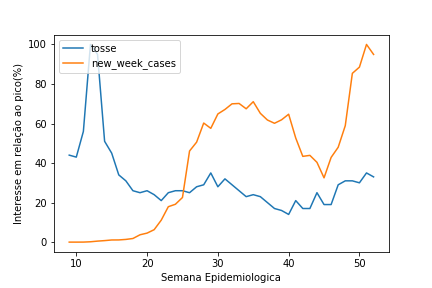 tosse
new_week_cases
100
80
60
40
20
0
Interesse em relação ao pico(%)
10
20
30
40
50
Semana Epidemiologica